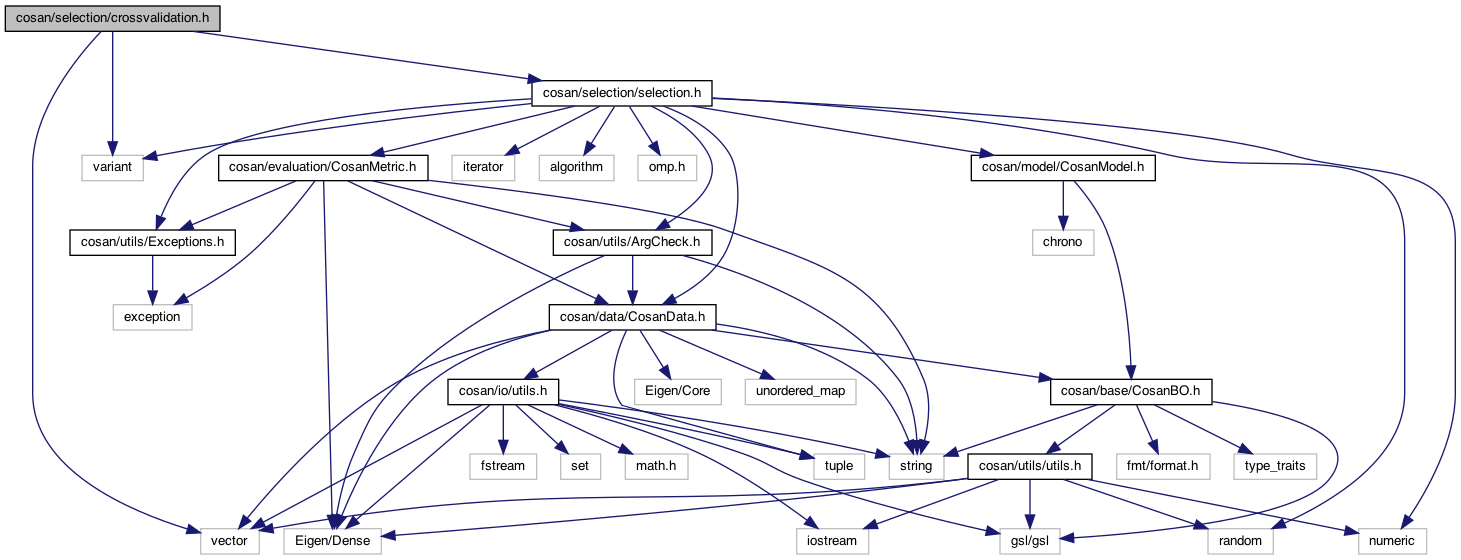 cosan/selection/crossvalidation.h
cosan/selection/selection.h
variant
cosan/evaluation/CosanMetric.h
iterator
algorithm
omp.h
cosan/model/CosanModel.h
cosan/utils/Exceptions.h
cosan/utils/ArgCheck.h
chrono
exception
cosan/data/CosanData.h
cosan/io/utils.h
Eigen/Core
unordered_map
cosan/base/CosanBO.h
fstream
set
math.h
tuple
string
cosan/utils/utils.h
fmt/format.h
type_traits
vector
Eigen/Dense
iostream
gsl/gsl
random
numeric